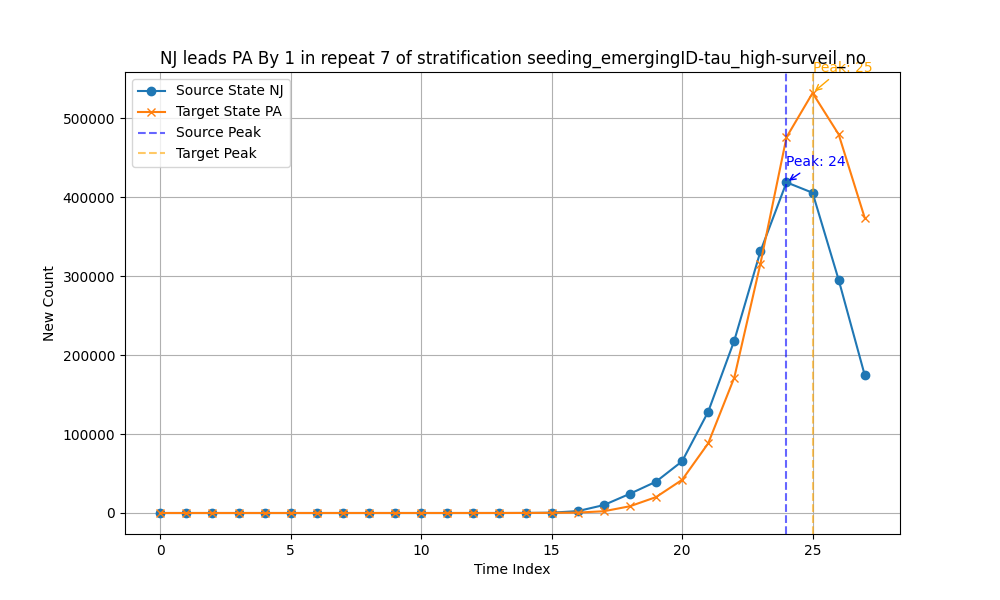 NJ leads PA By 1 in repeat 7 of stratification seeding_emergingID-tau_high-surveil_no
Peak: 25
Source State NJ
Target State PA
Source Peak
Target Peak
Peak: 24
New Count
500000
400000
300000
200000
100000
0
0 5 10 15 20 25
Time Index